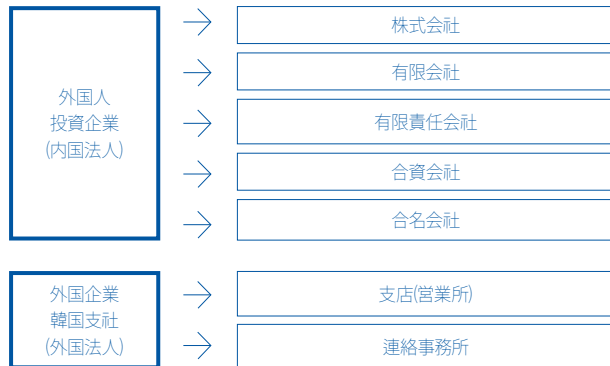 外国人
投資企業
(内国法人)
株式会社
有限会社
有限責任会社
合資会社
合名会社
外国企業
韓国支社
(外国法人)
支店(営業所)
連絡事務所